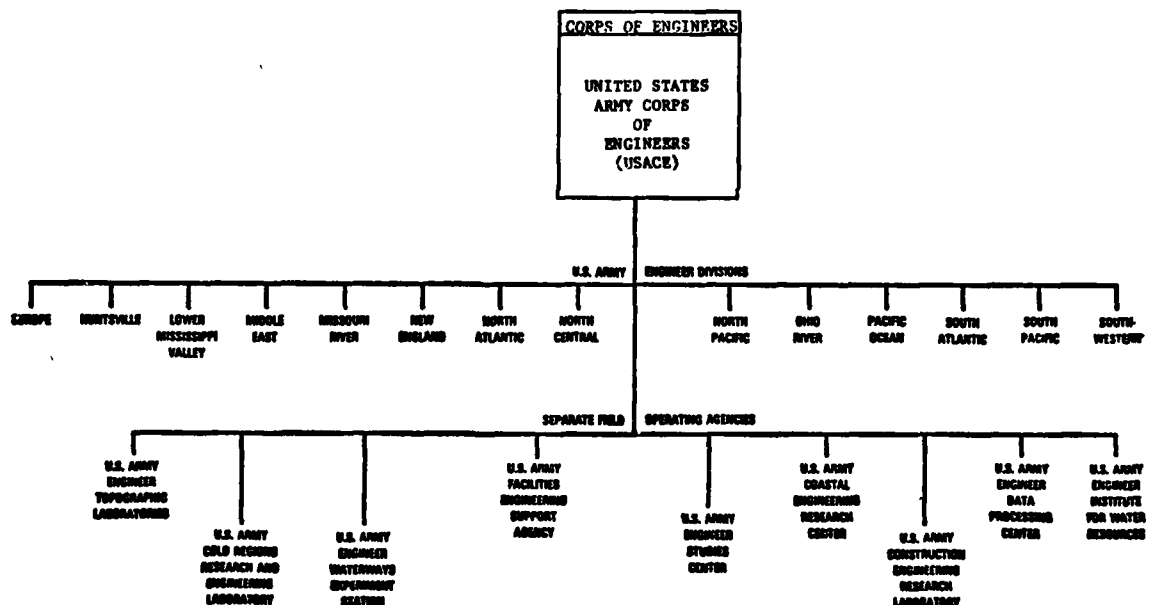 CORPS OF ENGINEERS
UNITED STATES
ARMY CORPS
OF
ENGINEERS
(USACE)
U.S. ARMY ENGINEER DIVISIONS
EUROPE
HUNTSVILLE
LOWER
MISSISSIPPI
VALLEY
MIDDLE
EAST
MISSOURI
RIVER
NEW
ENGLAND
NORTH
ATLANTIC
NORTH
CENTRAL
NORTH
PACIFIC
OHIO
RIVER
PACIFIC
OCEAN
SOUTH
ATLANTIC
SOUTH
PACIFIC
SOUTH-
WESTERN
SEPARATE FIELD OPERATING AGENCIES
U.S. ARMY
ENGINEER
TOPOGRAPHIC
LABORATORIES
U.S. ARMY
COLD REGIONS
RESEARCH AND
ENGINEERING
LABORATORY
U.S. ARMY
ENGINEER
WATERWAYS
EXPERIMENT
STATION
U.S. ARMY
FACILITIES
ENGINEERING
SUPPORT
AGENCY
U.S. ARMY
ENGINEER
STUDIES
CENTER
U.S. ARMY
COASTAL
ENGINEERING
RESEARCH
CENTER
U.S. ARMY
CONSTRUCTION
ENGINEERING
RESEARCH
LABORATORY
U.S. ARMY
ENGINEER
DATA
PROCESSING
CENTER
U.S. ARMY
ENGINEER
INSTITUTE
FOR WATER
RESOURCES